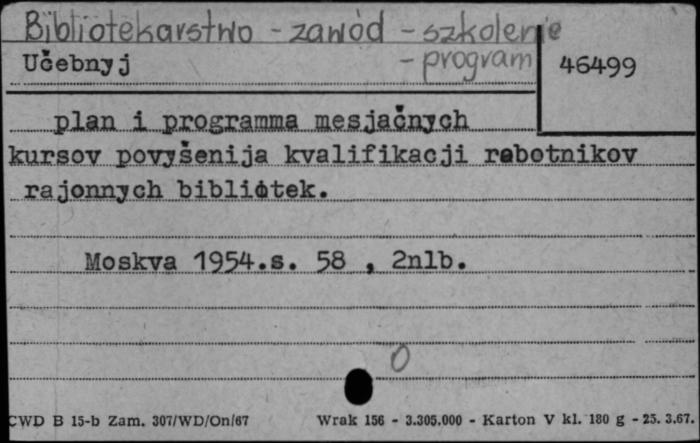 Bibliotekarstwo - zawód - szkolenie
- program
Učebnyj
46499
plan i programma mesjačnych
kursov povyšenija kvalifikacji rabotnikov
rajonnych bibliotek.
Moskva 1954.s. 58 , 2nlb.
0
CWD B 15-b Zam. 307/WD/On/67 Wrak 156 - 3.305.000 - Karton V kl. 180 g - 25. 3.67.